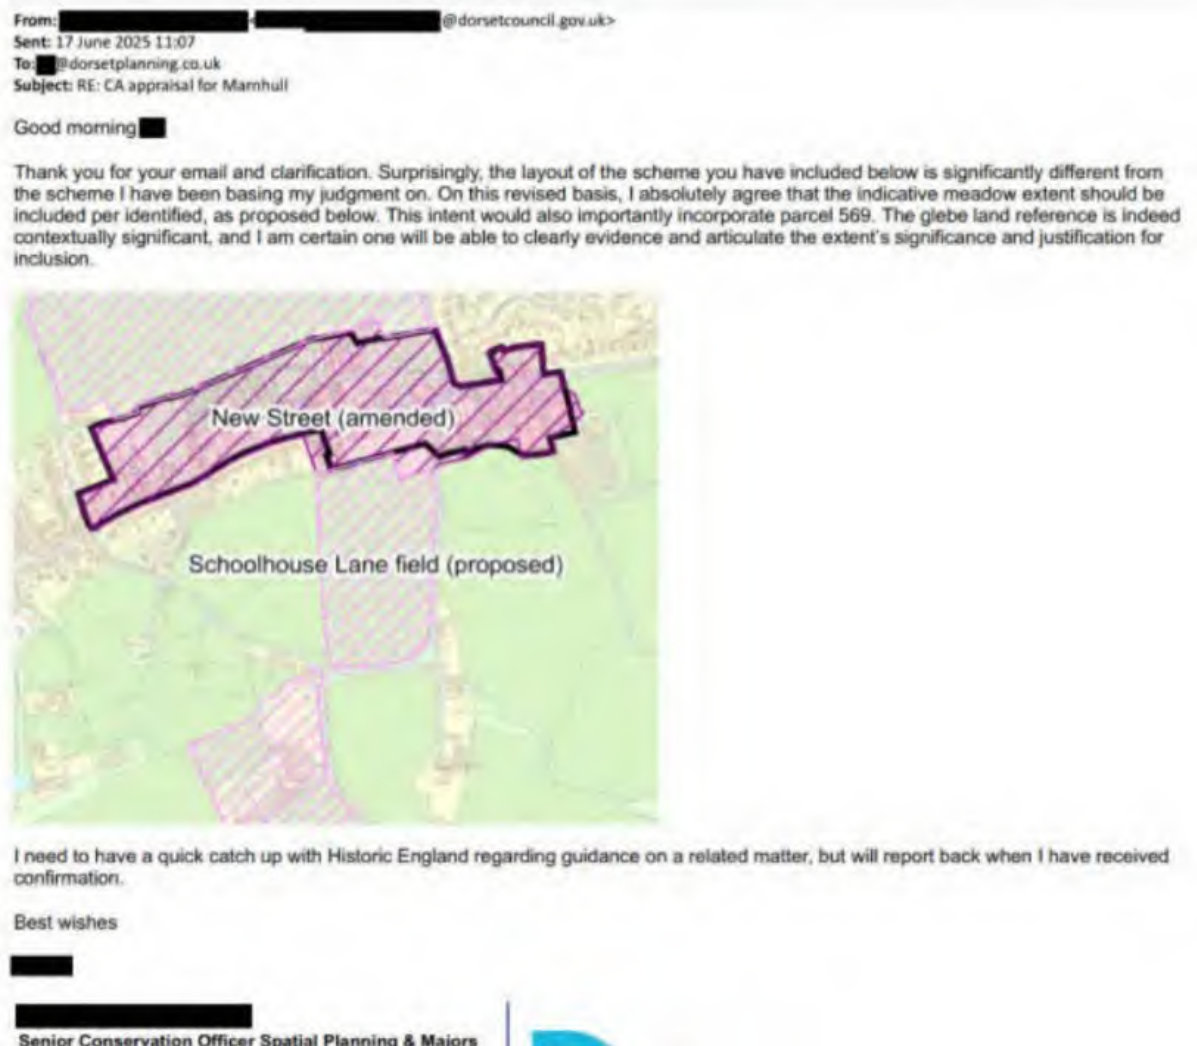 From: @dorsetcouncil.gov.uk>
Sent: 17 June 2025 11:07
To: @dorsetplanning.co.uk
Subject: RE: CA appraisal for Marnhull
Good morning
Thank you for your email and clarification. Surprisingly, the layout of the scheme you have included below is significantly different from
the scheme I have been basing my judgment on. On this revised basis, I absolutely agree that the indicative meadow extent should be
included per identified, as proposed below. This intent would also importantly incorporate parcel 569. The glebe land reference is indeed
contextually significant, and I am certain one will be able to clearly evidence and articulate the extent's significance and justification for
inclusion.
New Street (amended)
Schoolhouse Lane field (proposed)
I need to have a quick catch up with Historic England regarding guidance on a related matter, but will report back when I have received
confirmation.
Best wishes
Senior Conservation Officer Spatial Planning & Majors